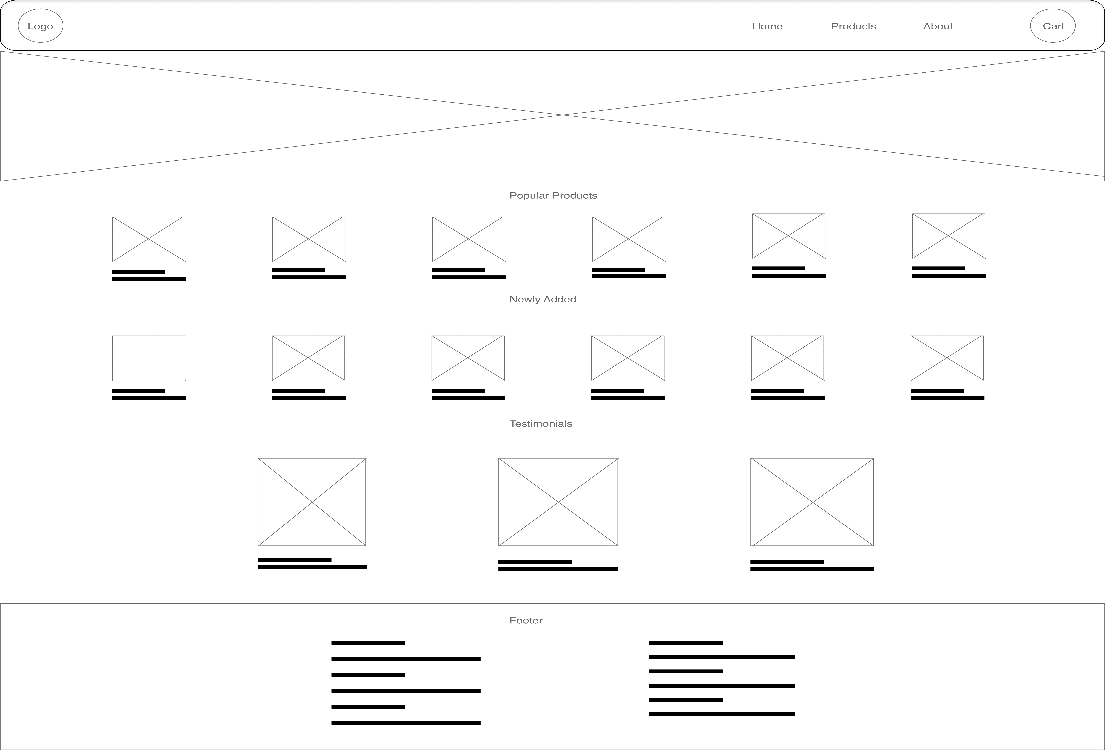 Logo
Home Products About Cart
Popular Products
Newly Added
Testimonials
Footer